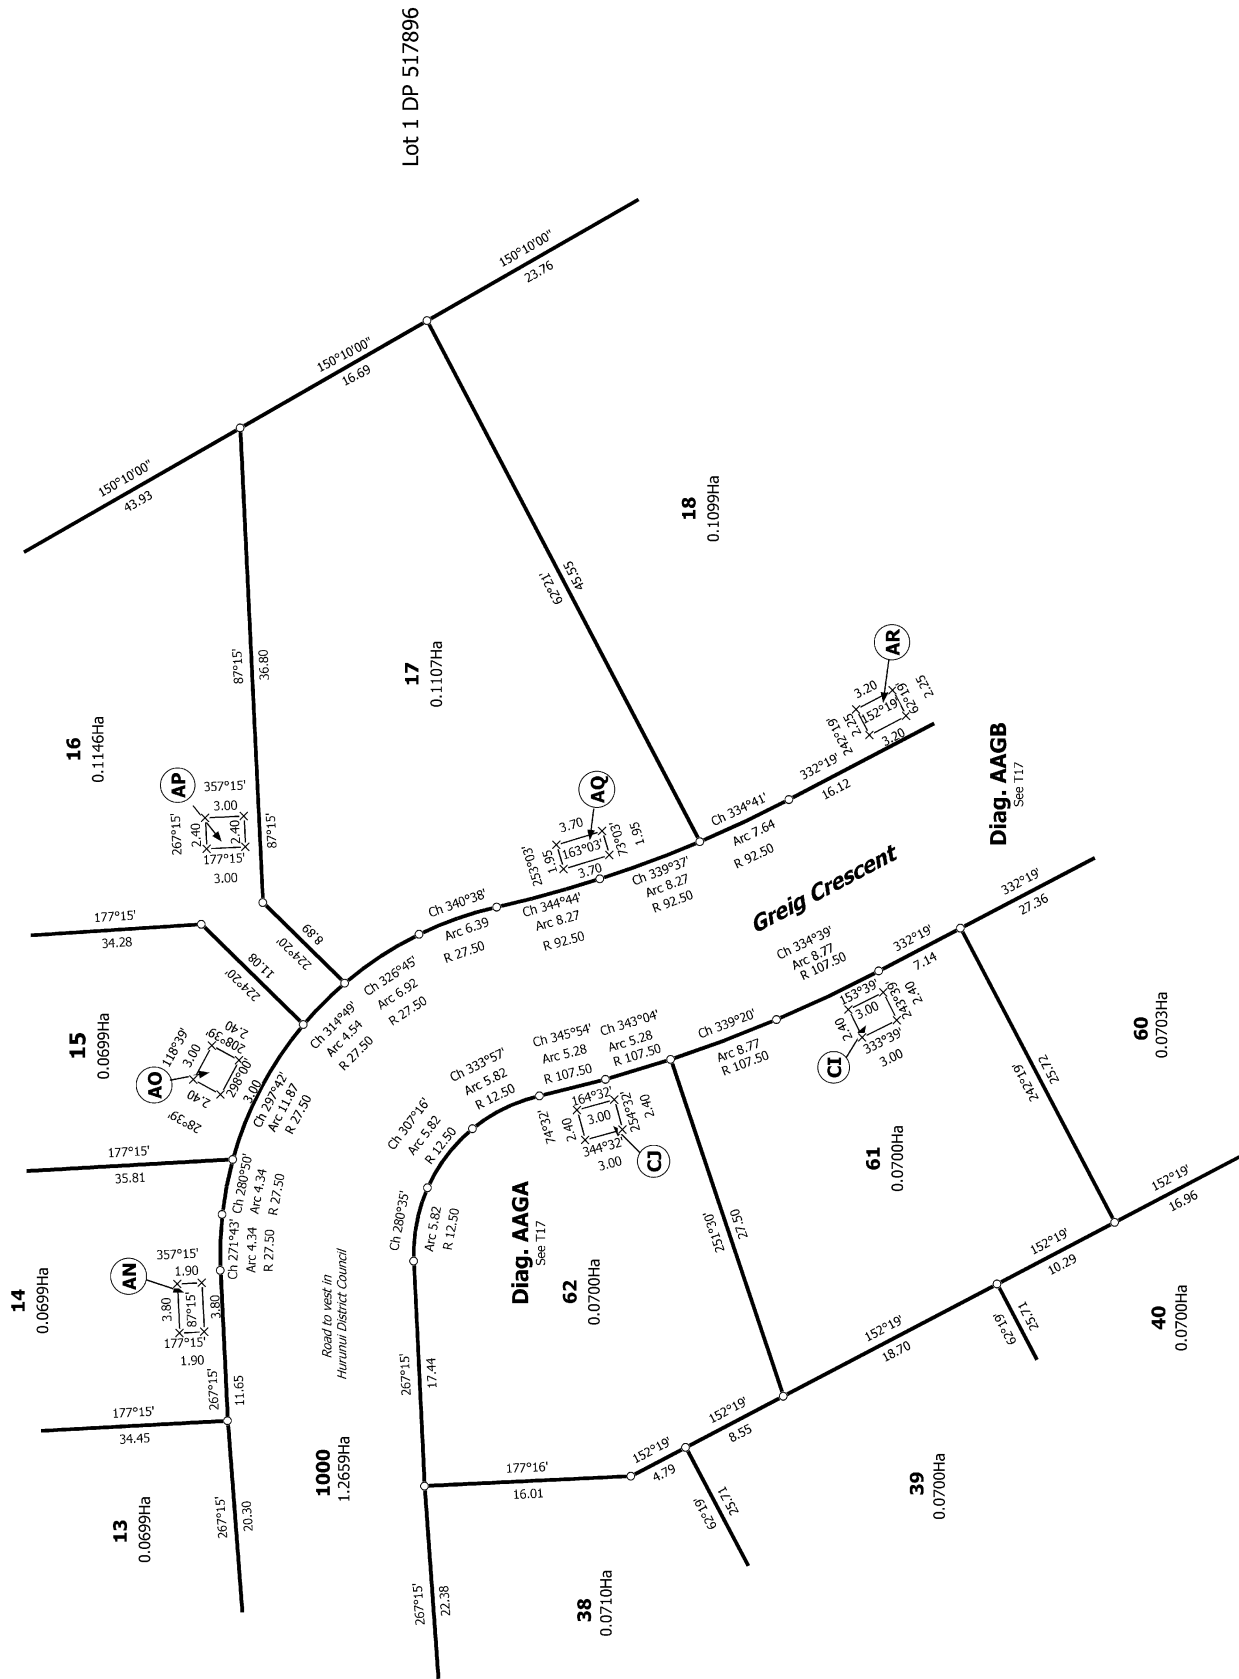 Lot 1 DP 517896
150°10'00"
43.93
150°10'00"
16.69
150°10'00"
23.76
16
0.1146Ha
87°15'
36.80
17
0.1107Ha
62°21'
45.55
18
0.1099Ha
AP
267°15'
2.40
357°15'
3.00
2.40
177°15'
3.00
87°15'
177°15'
34.28
224°20'
11.08
224°20'
8.89
15
0.0699Ha
AO
118°39'
3.00
208°39'
2.40
298°00'
3.00
2.40
28°39'
177°15'
35.81
14
0.0699Ha
AN
357°15'
1.90
3.80
87°15'
3.80
177°15'
1.90
267°15'
11.65
177°15'
34.45
13
0.0699Ha
267°15'
20.30
Ch 271°43'
Arc 4.34
R 27.50
Ch 280°50'
Arc 4.34
R 27.50
Ch 297°42'
Arc 11.87
R 27.50
Ch 314°49'
Arc 4.54
R 27.50
Ch 326°45'
Arc 6.92
R 27.50
Ch 340°38'
Arc 6.39
R 27.50
Ch 344°44'
Arc 8.27
R 92.50
Ch 339°37'
Arc 8.27
R 92.50
Ch 334°41'
Arc 7.64
R 92.50
332°19'
16.12
AQ
253°03'
1.95
3.70
163°03'
3.70
73°03'
1.95
AR
242°19'
2.25
3.20
152°19'
3.20
62°19'
2.25
Greig Crescent
Diag. AAGB
See T17
Road to vest in
Hurunui District Council
1000
1.2659Ha
267°15'
22.38
267°15'
17.44
Ch 280°35'
Arc 5.82
R 12.50
Ch 307°16'
Arc 5.82
R 12.50
Ch 333°57'
Arc 5.82
R 12.50
Ch 345°54'
Arc 5.28
R 107.50
Ch 343°04'
Arc 5.28
R 107.50
Ch 339°20'
Arc 8.77
R 107.50
Ch 334°39'
Arc 8.77
R 107.50
332°19'
7.14
332°19'
27.36
Diag. AAGA
See T17
62
0.0700Ha
CJ
74°32'
2.40
164°32'
3.00
254°32'
2.40
344°32'
3.00
CI
2.40
153°39'
3.00
243°39'
2.40
333°39'
3.00
251°30'
27.50
61
0.0700Ha
242°19'
25.72
60
0.0703Ha
177°16'
16.01
152°19'
4.79
152°19'
8.55
152°19'
18.70
152°19'
10.29
152°19'
16.96
62°19'
25.71
62°19'
25.71
38
0.0710Ha
39
0.0700Ha
40
0.0700Ha